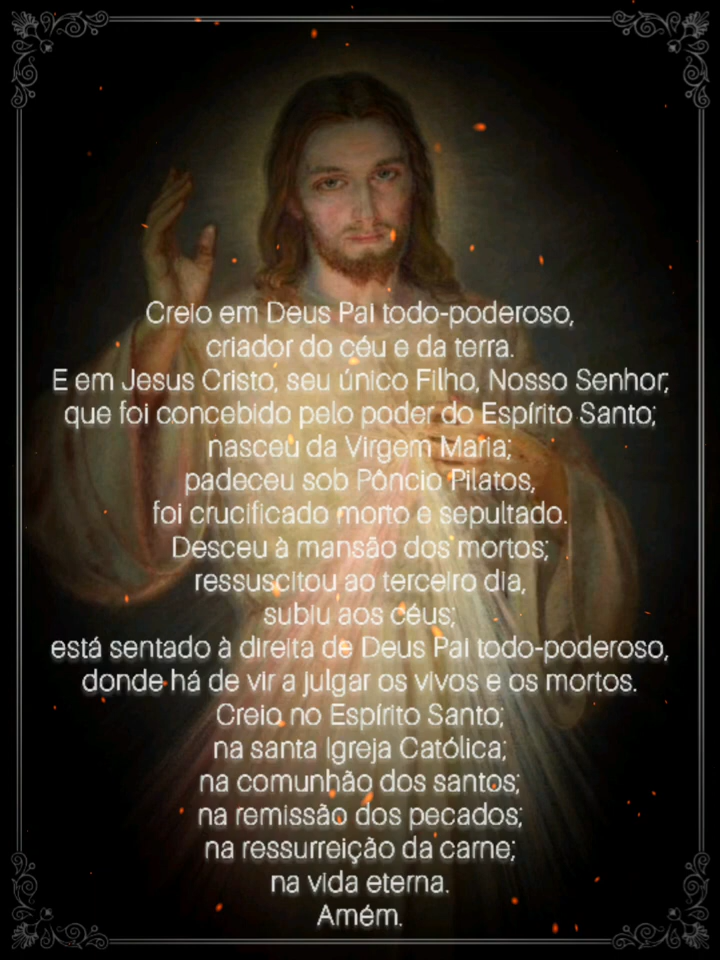 Creio em Deus Pai todo-poderoso,
criador do céu e da terra.
E em Jesus Cristo, seu único Filho, Nosso Senhor;
que foi concebido pelo poder do Espírito Santo;
nasceu da Virgem Maria;
padeceu sob Pôncio Pilatos,
foi crucificado morto e sepultado.
Desceu à mansão dos mortos;
ressuscitou ao terceiro dia,
subiu aos céus;
está sentado à direita de Deus Pai todo-poderoso,
donde há de vir a julgar os vivos e os mortos.
Creio no Espírito Santo;
na santa Igreja Católica;
na comunhão dos santos;
na remissão dos pecados;
na ressurreição da carne;
na vida eterna.
Amém.